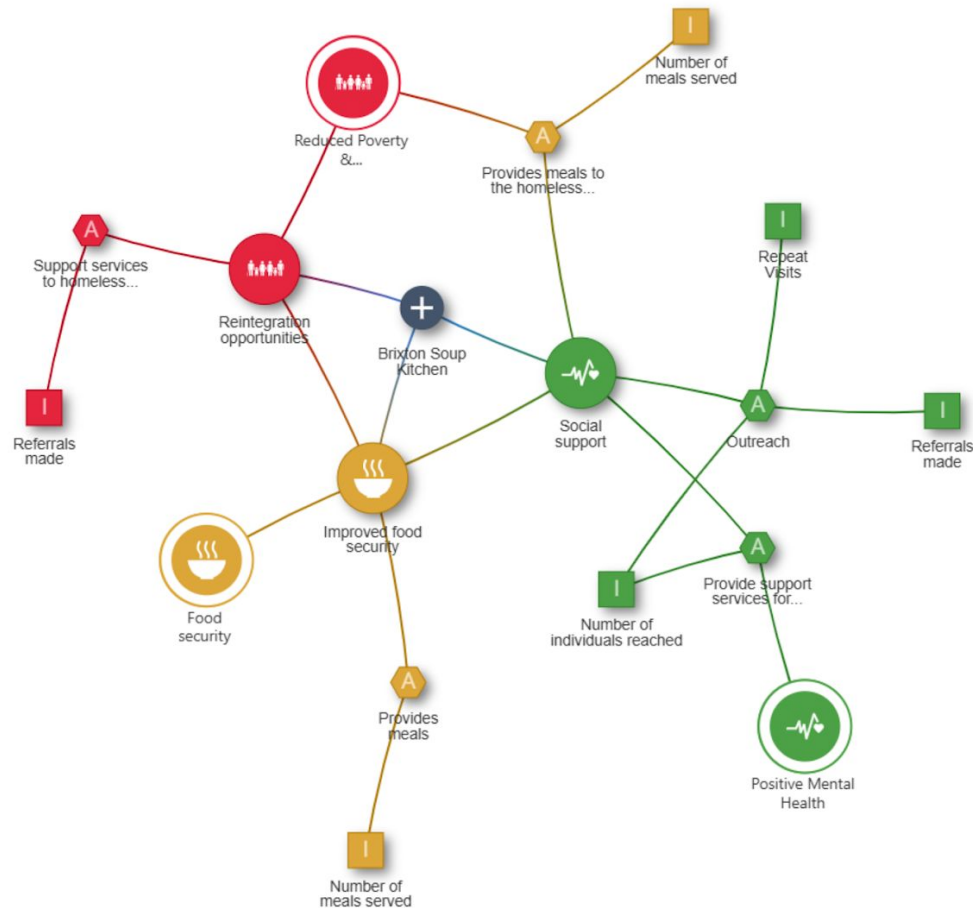 I
Number of
meals served
Reduced Poverty
&...
A
Provides meals to
the homeless...
A
Support services
to homeless...
I
Repeat
Visits
Reintegration
opportunities
Brixton Soup
Kitchen
I
Referrals
made
Social
support
A
Outreach
I
Referrals
made
Improved food
security
Food
security
A
Provide support
services for...
I
Number of
individuals reached
A
Provides
meals
Positive Mental
Health
I
Number of
meals served